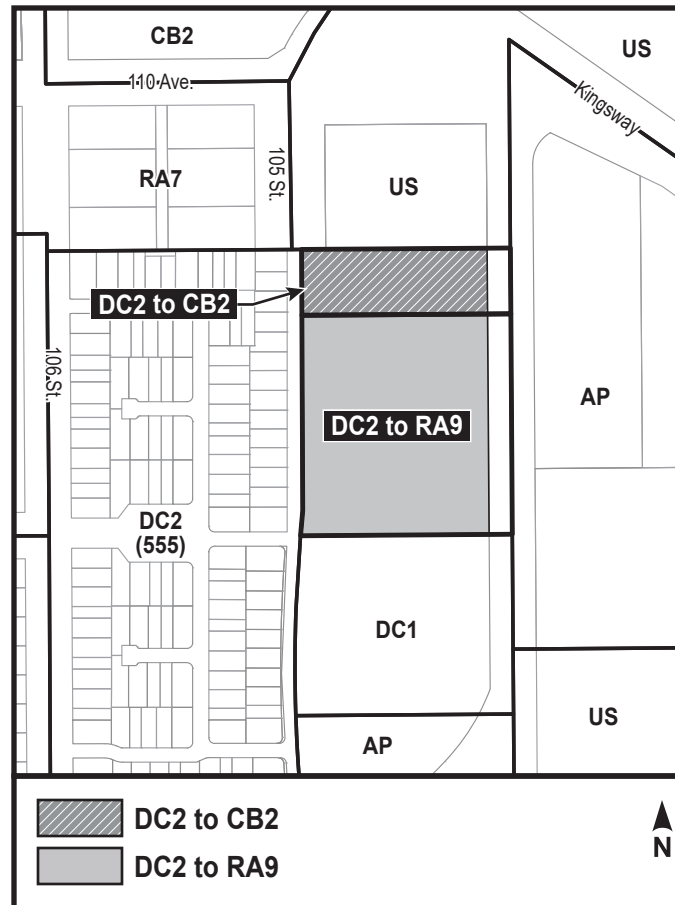 CB2
US
110 Ave.
Kingsway
RA7
105 St.
US
DC2 to CB2
106 St.
AP
DC2 to RA9
DC2
(555)
DC1
US
AP
DC2 to CB2
DC2 to RA9
N